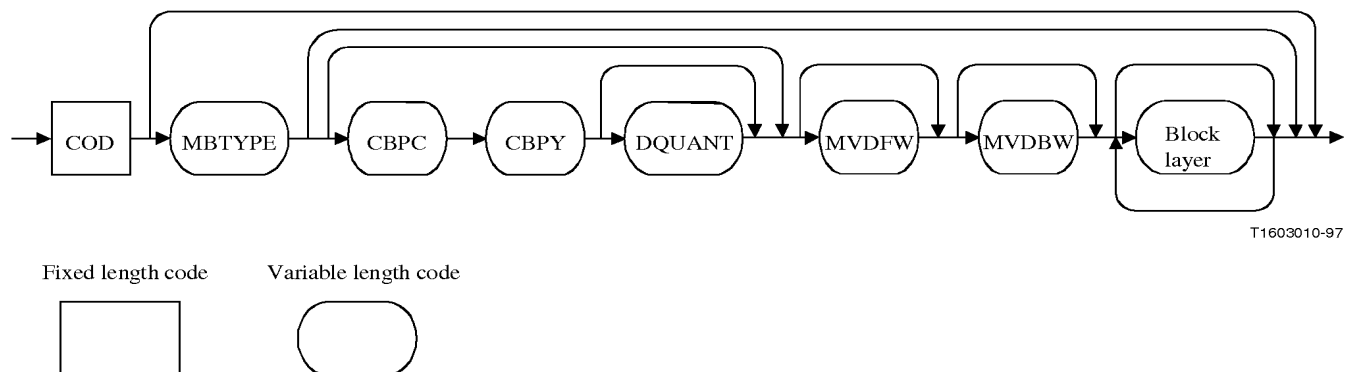 COD
MBTYPE
CBPC
CBPY
DQUANT
MVDFW
MVDBW
Block
layer
T1603010-97
Fixed length code
Variable length code